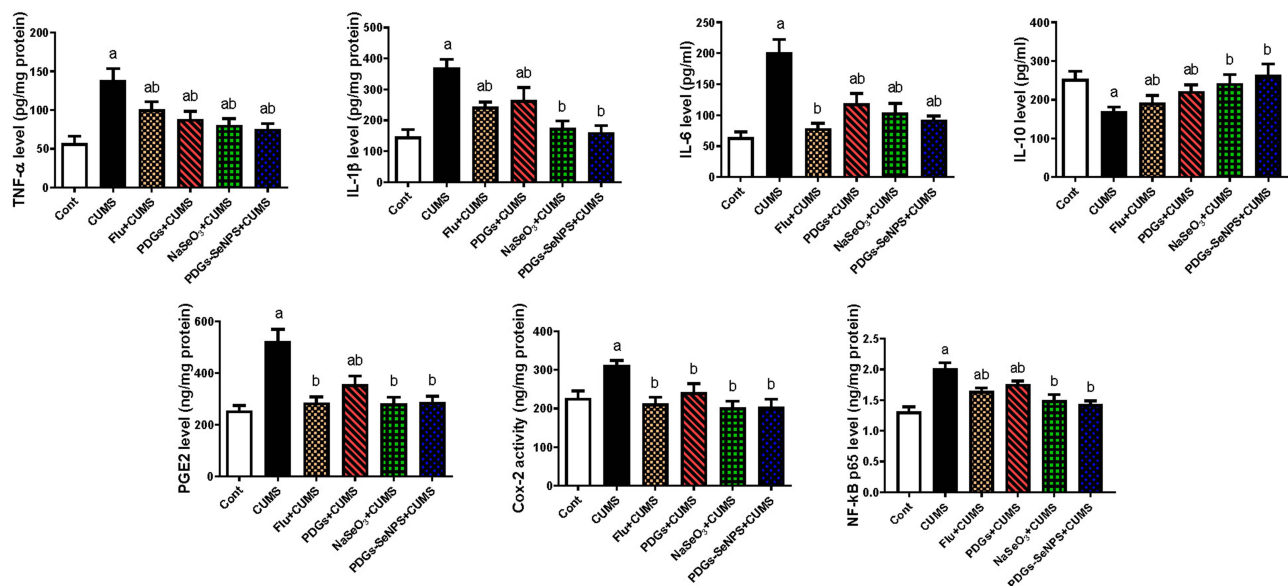 TNF-α level (pg/mg protein)
200
150
100
50
0
a
ab
ab
ab
ab
Cont
CUMS
Flu+CUMS
PDGs+CUMS
NaSeO₃+CUMS
PDGs-SeNPS+CUMS
IL-1β level (pg/mg protein)
500
400
300
200
100
0
a
ab
ab
b
b
Cont
CUMS
Flu+CUMS
PDGs+CUMS
NaSeO₃+CUMS
PDGs-SeNPS+CUMS
IL-6 level (pg/ml)
250
200
150
100
50
0
a
b
ab
ab
ab
Cont
CUMS
Flu+CUMS
PDGs+CUMS
NaSeO₃+CUMS
PDGs-SeNPS+CUMS
IL-10 level (pg/ml)
400
300
200
100
0
a
ab
ab
b
b
Cont
CUMS
Flu+CUMS
PDGs+CUMS
NaSeO₃+CUMS
PDGs-SeNPS+CUMS
PGE2 level (ng/mg protein)
600
400
200
0
a
b
ab
b
b
Cont
CUMS
Flu+CUMS
PDGs+CUMS
NaSeO₃+CUMS
PDGs-SeNPS+CUMS
Cox-2 activity (ng/mg protein)
400
300
200
100
0
a
b
b
b
b
Cont
CUMS
Flu+CUMS
PDGs+CUMS
NaSeO₃+CUMS
PDGs-SeNPS+CUMS
NF-kB p65 level (ng/mg protein)
2.5
2.0
1.5
1.0
0.5
0.0
a
ab
ab
b
b
Cont
CUMS
Flu+CUMS
PDGs+CUMS
NaSeO₃+CUMS
PDGs-SeNPS+CUMS